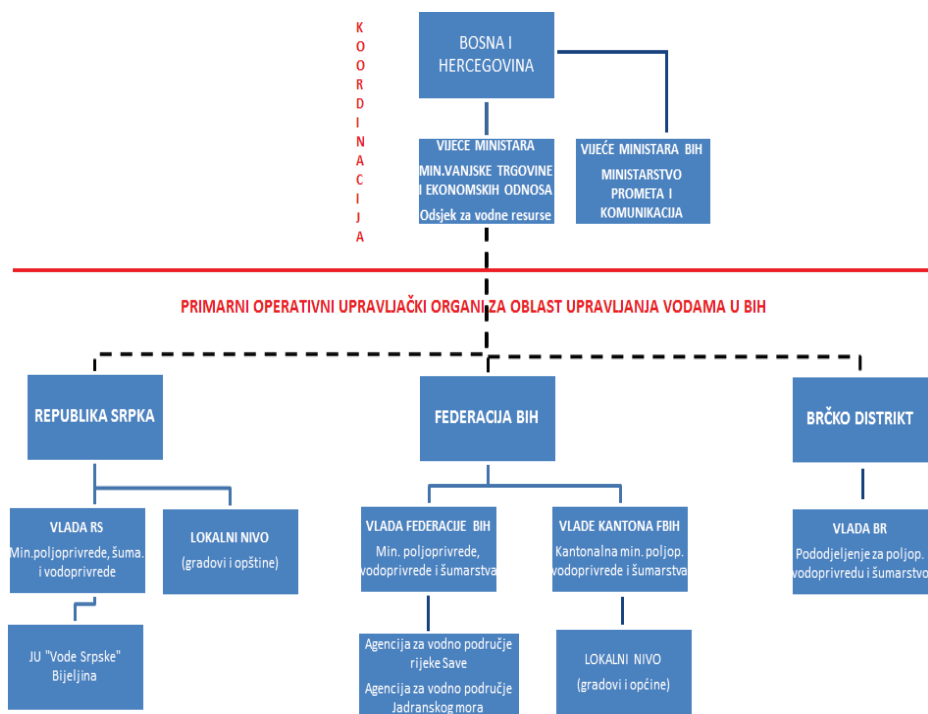 KOORDINACIJA
BOSNA I
HERCEGOVINA
VIJEĆE MINISTARA
MIN.VANJSKE TRGOVINE
I EKONOMSKIH ODNOSA
Odsjek za vodne resurse
VIJEĆE MINISTARA BIH
MINISTARSTVO
PROMETA I
KOMUNIKACIJA
PRIMARNI OPERATIVNI UPRAVLJAČKI ORGANI ZA OBLAST UPRAVLJANJA VODAMA U BIH
REPUBLIKA SRPKA
FEDERACIJA BIH
BRČKO DISTRIKT
VLADA RS
Min.poljoprivrede, šuma.
i vodoprivrede
LOKALNI NIVO
(gradovi i opštine)
VLADA FEDERACIJE BIH
Min. poljoprivrede,
vodoprivrede i šumarstva
VLADE KANTONA FBIH
Kantonalna min. poljop.
vodoprivrede i šumarstva
VLADA BR
Pododjeljenje za poljop.
vodoprivredu i šumarstvo
JU "Vode Srpske"
Bijeljina
Agencija za vodno područje
rijeke Save
Agencija za vodno područje
Jadranskog mora
LOKALNI NIVO
(gradovi i općine)